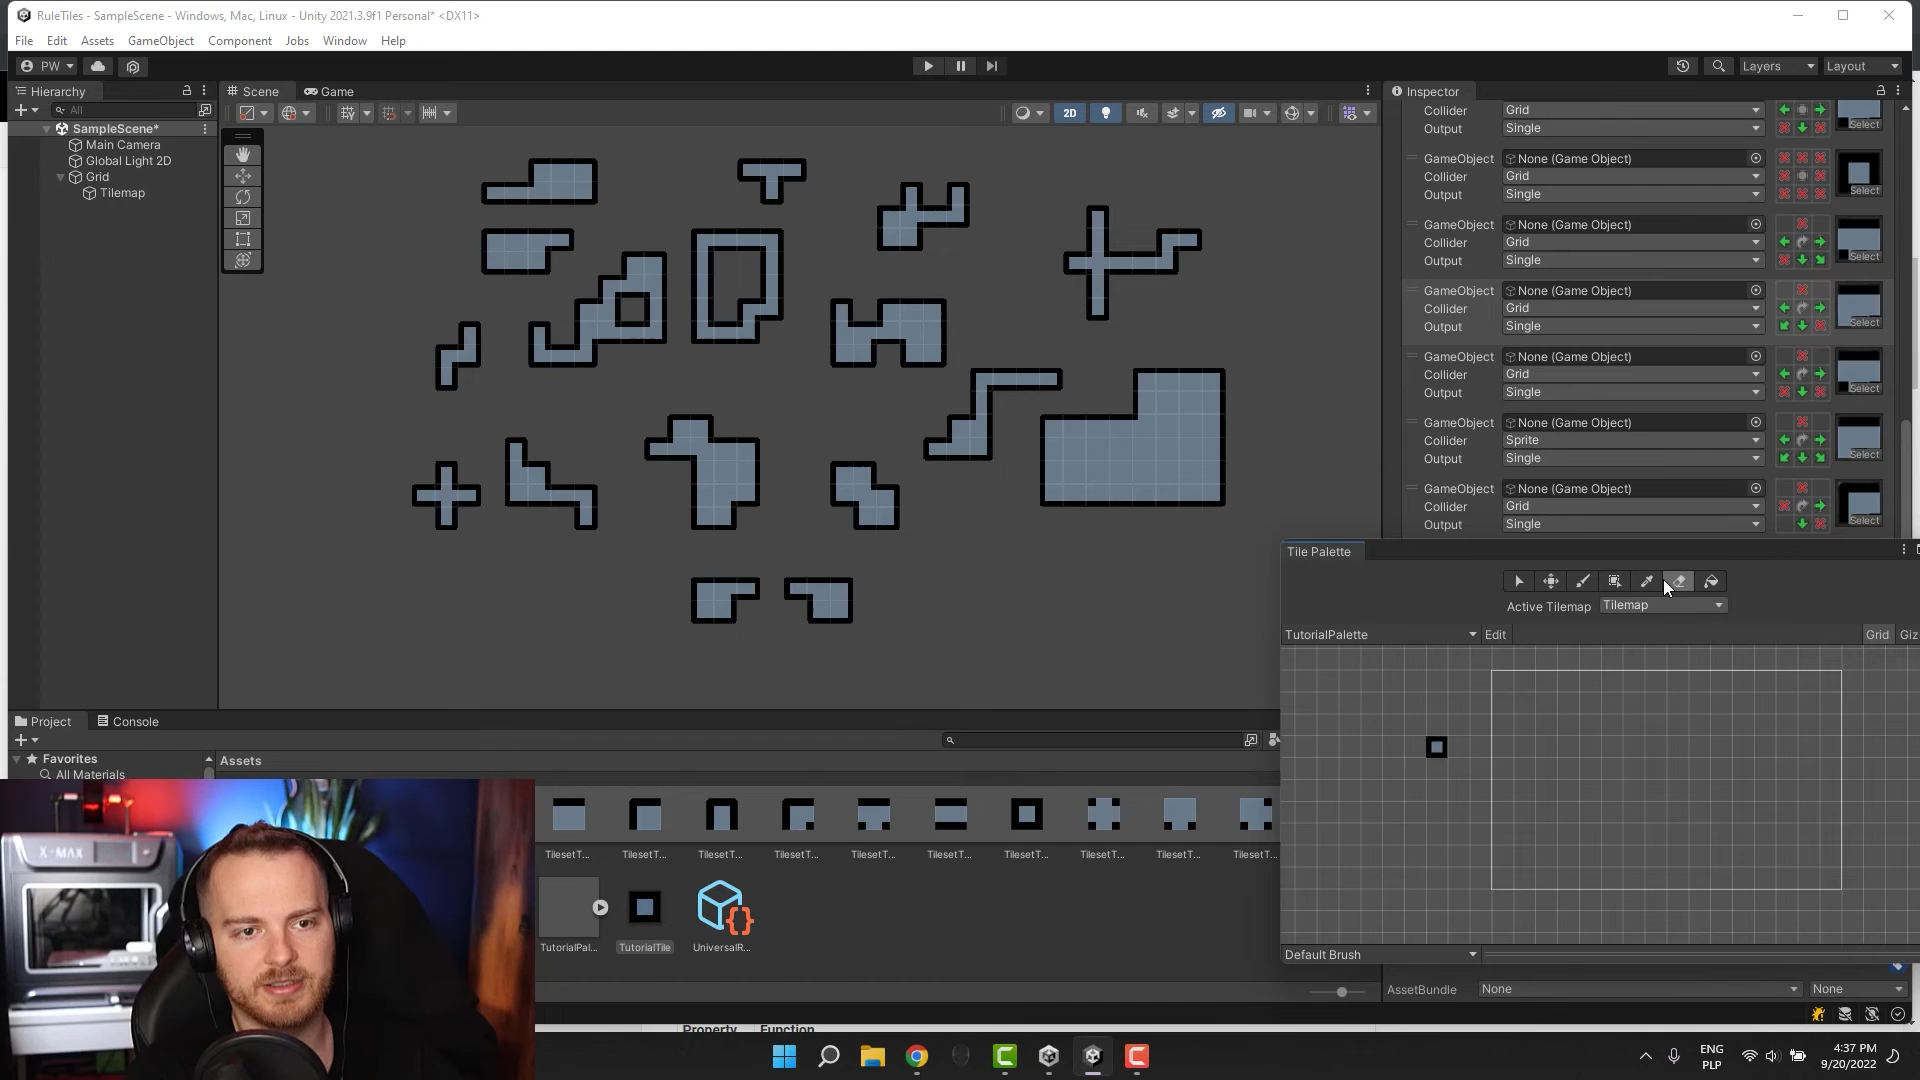 RuleTiles - SampleScene - Windows, Mac, Linux - Unity 2021.3.9f1 Personal* <DX11>
File Edit Assets GameObject Component Jobs Window Help
PW Layers Layout
Hierarchy
All
SampleScene*
Main Camera
Global Light 2D
Grid
Tilemap
Scene Game
2D
Inspector
Collider Grid
Output Single Select
GameObject None (Game Object)
Collider Grid
Output Single Select
GameObject None (Game Object)
Collider Grid
Output Single Select
GameObject None (Game Object)
Collider Grid
Output Single Select
GameObject None (Game Object)
Collider Grid
Output Single Select
GameObject None (Game Object)
Collider Sprite
Output Single Select
GameObject None (Game Object)
Collider Grid
Output Single Select
Tile Palette
Active Tilemap Tilemap
TutorialPalette Edit Grid Giz
Default Brush
Project Console
Favorites
All Materials
Assets
TilesetT... TilesetT... TilesetT... TilesetT... TilesetT... TilesetT... TilesetT... TilesetT... TilesetT... TilesetT...
TutorialPal... TutorialTile UniversalR...
X-MAX
AssetBundle None None
Property Function
ENG
PLP
4:37 PM
9/20/2022